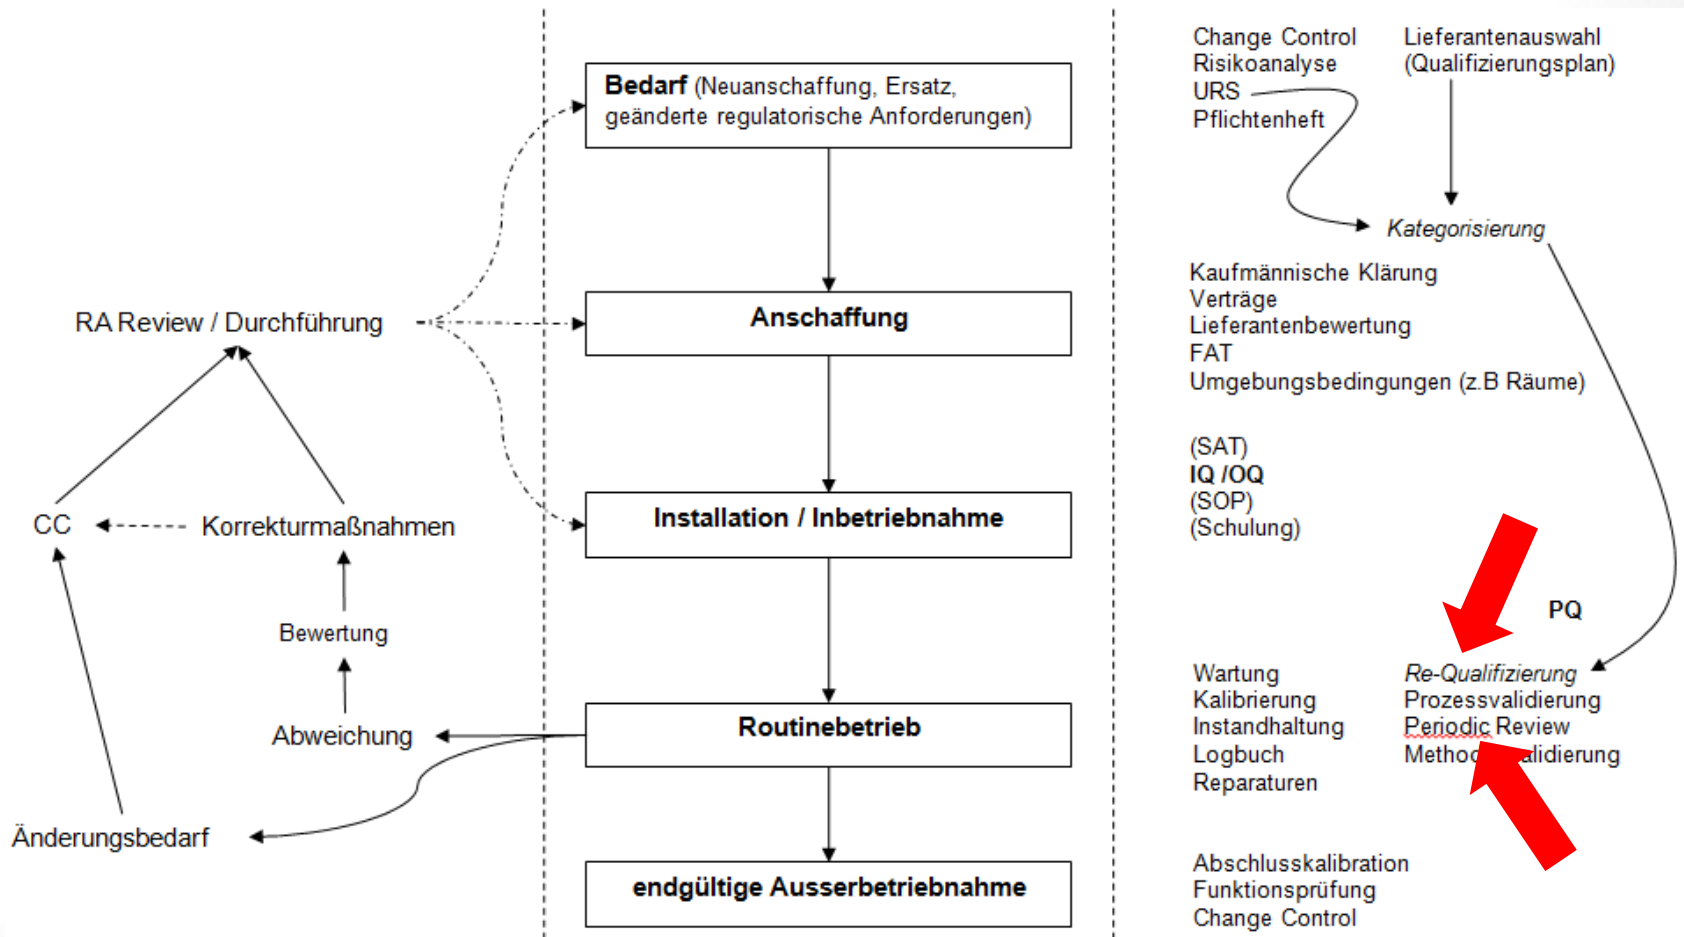 Change Control
Risikoanalyse
URS
Pflichtenheft
Lieferantenauswahl
(Qualifizierungsplan)
Bedarf (Neuanschaffung, Ersatz,
geänderte regulatorische Anforderungen)
Kategorisierung
Kaufmännische Klärung
Verträge
Lieferantenbewertung
FAT
Umgebungsbedingungen (z.B Räume)
RA Review / Durchführung
Anschaffung
(SAT)
IQ /OQ
(SOP)
(Schulung)
CC
Korrekturmaßnahmen
Installation / Inbetriebnahme
PQ
Bewertung
Wartung
Kalibrierung
Instandhaltung
Logbuch
Reparaturen
Re-Qualifizierung
Prozessvalidierung
Periodic Review
Abweichung
Routinebetrieb
Änderungsbedarf
endgültige Ausserbetriebnahme
Abschlusskalibration
Funktionsprüfung
Change Control